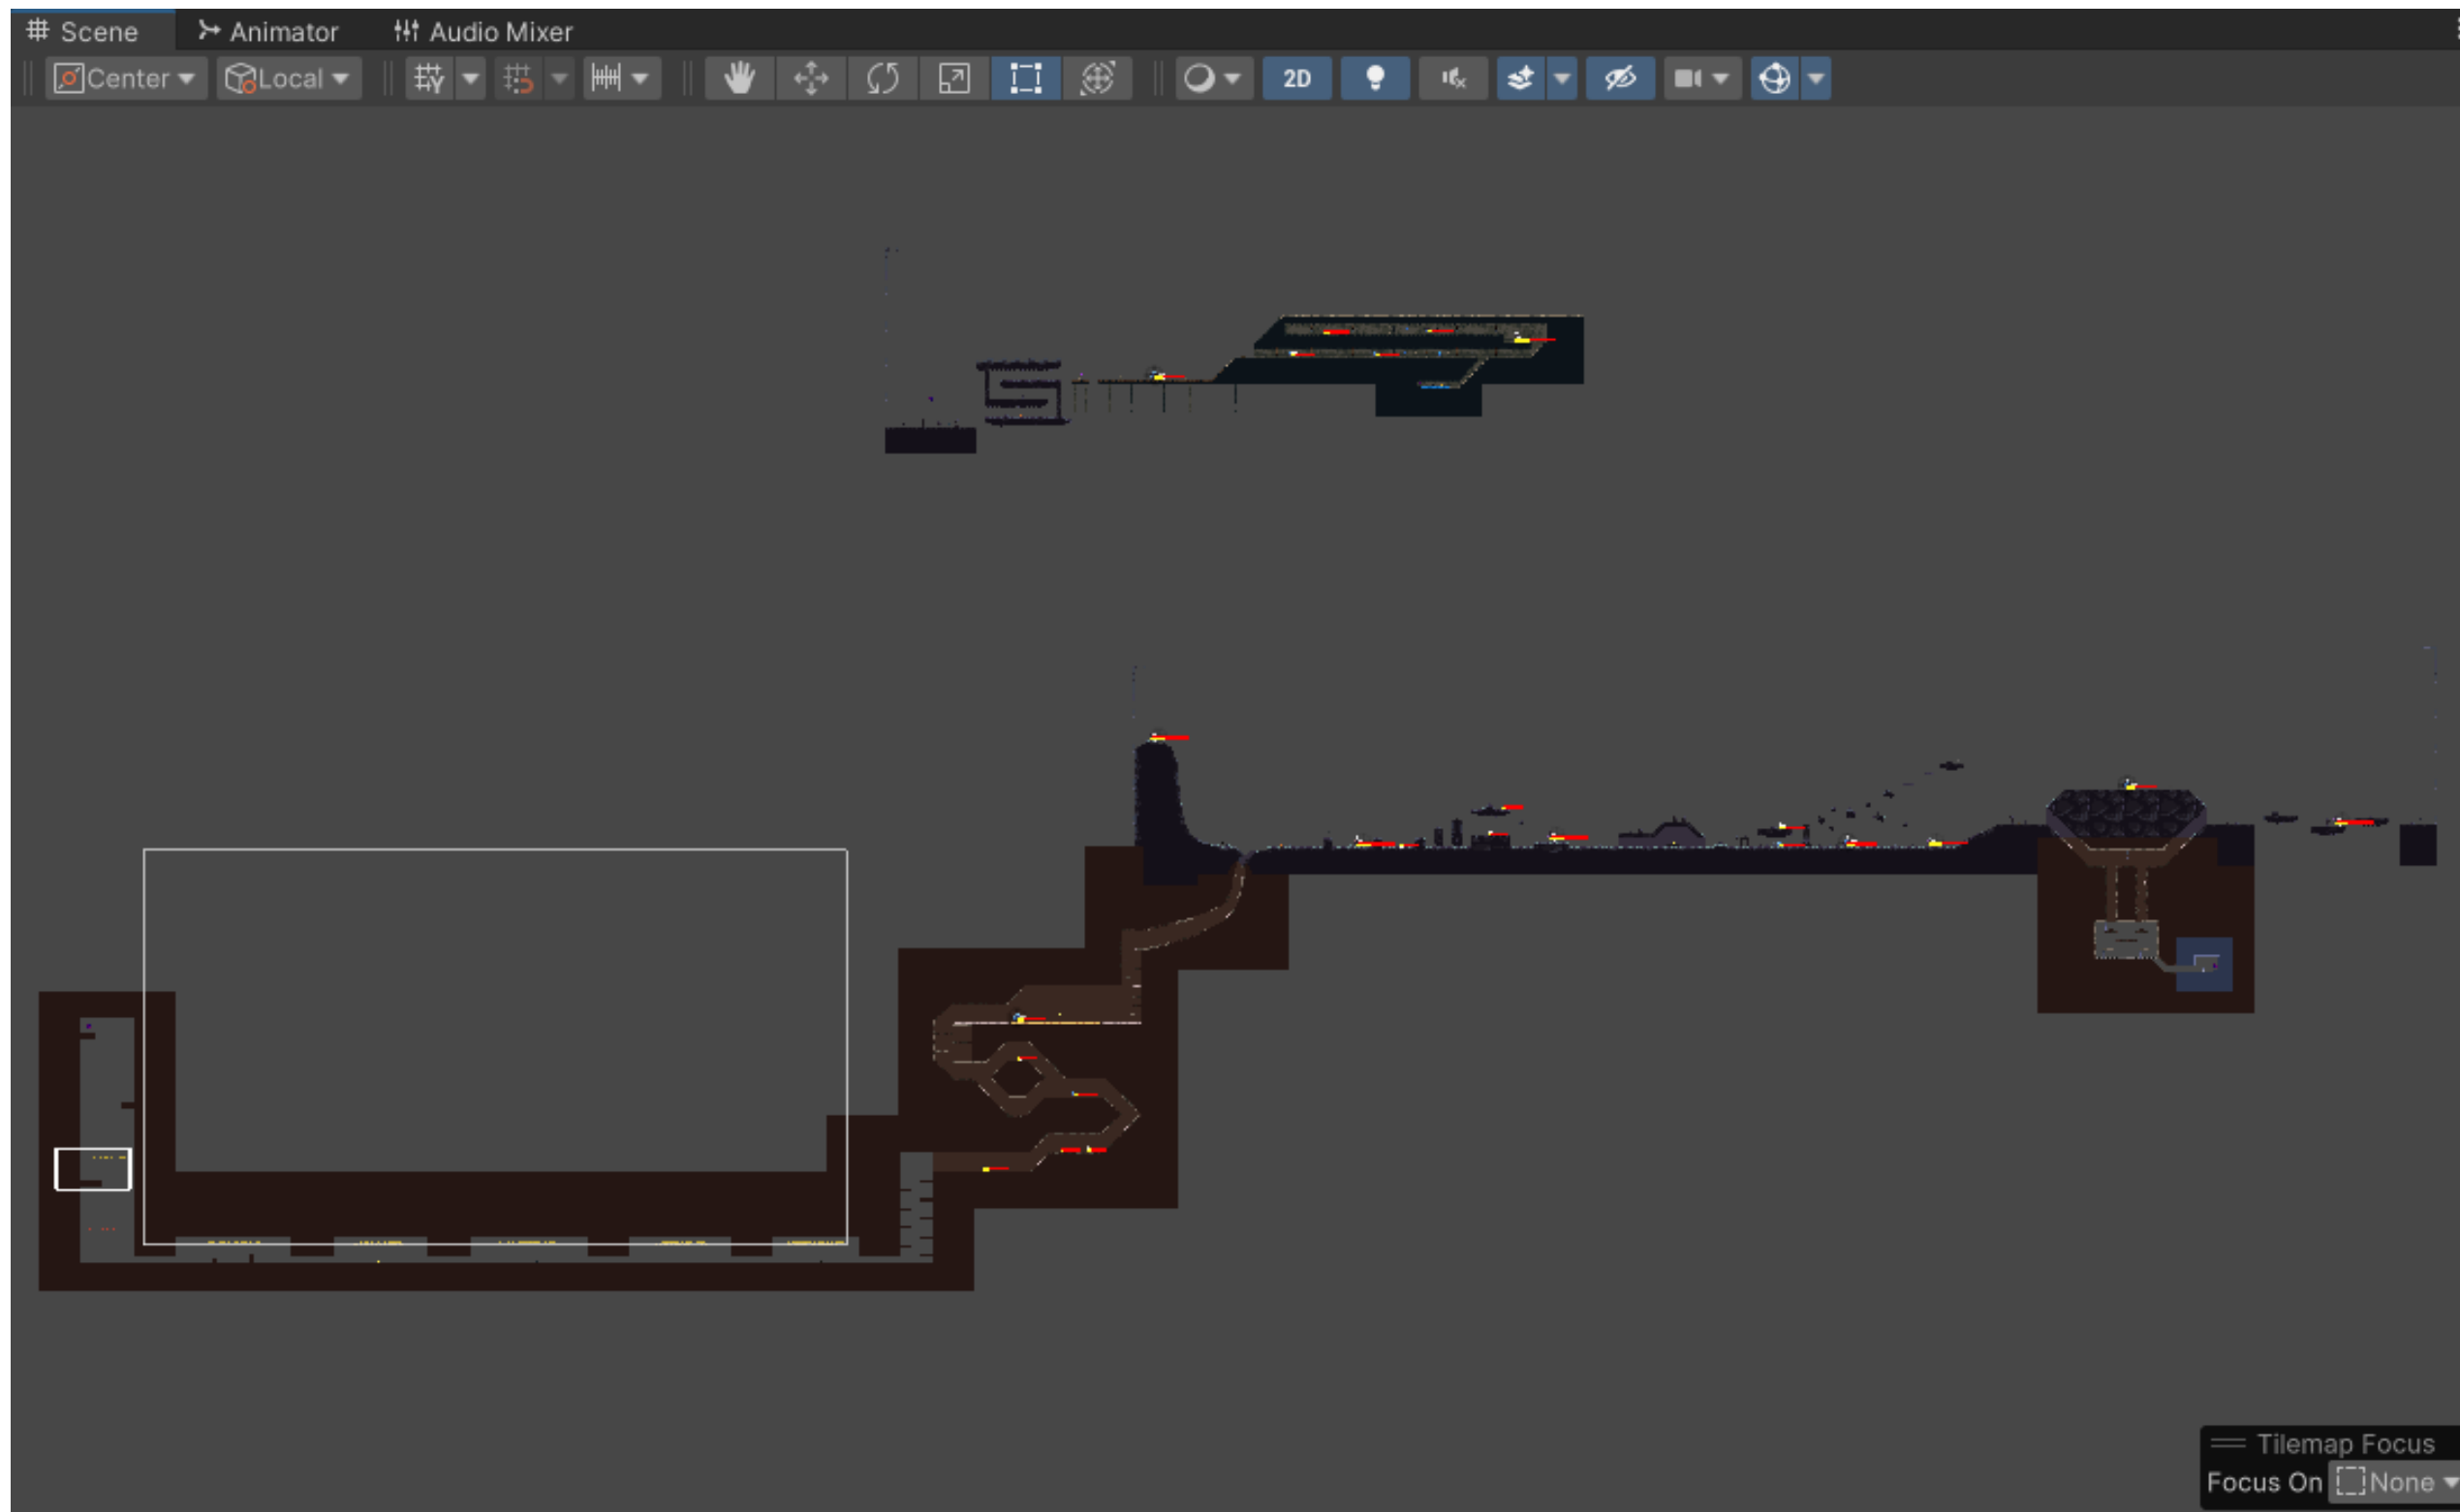 Scene Animator Audio Mixer
Center Local 2D
Tilemap Focus
Focus On None